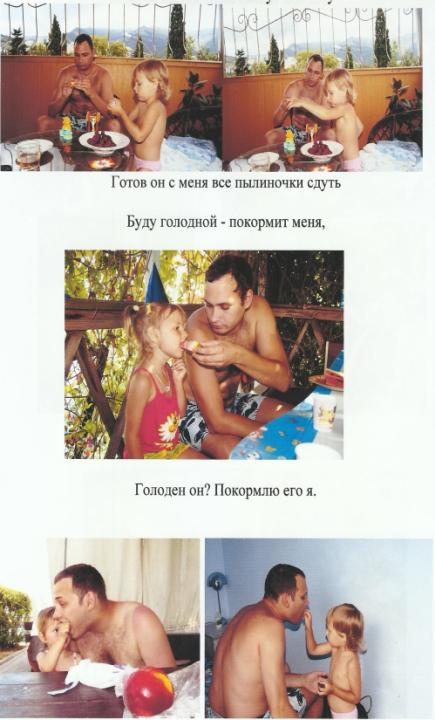 Готов он с меня все пылиночки сдуть
Буду голодной - покормит меня,
Голоден он? Покормлю его я.